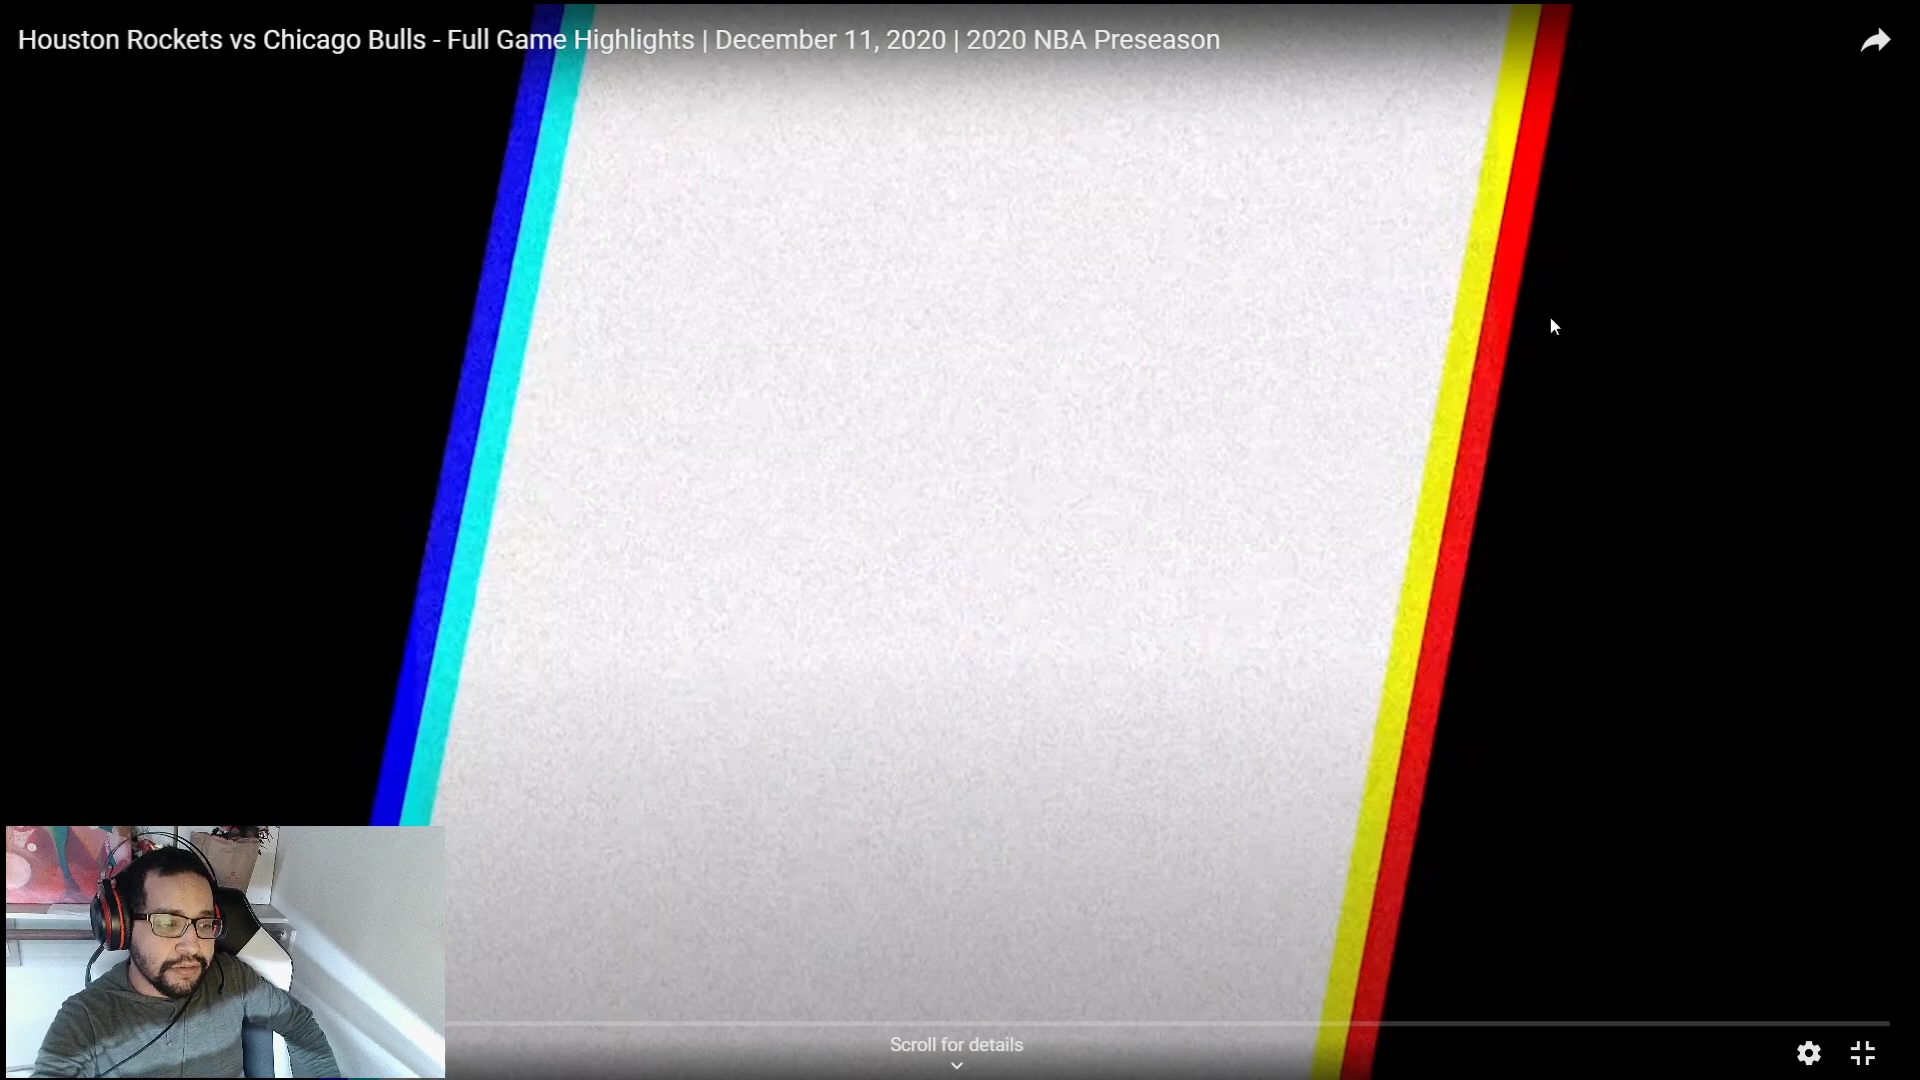 Houston Rockets vs Chicago Bulls - Full Game Highlights | December 11, 2020 | 2020 NBA Preseason
Scroll for details